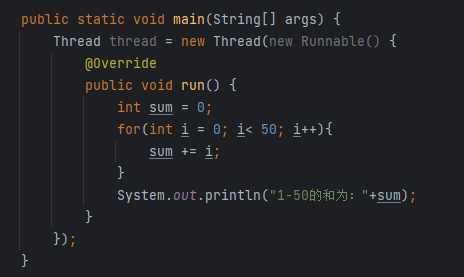 public static void main(String[] args) {
    Thread thread = new Thread(new Runnable() {
        @Override
        public void run() {
            int sum = 0;
            for(int i = 0; i< 50; i++){
                sum += i;
            }
            System.out.println("1-50的和为："+sum);
        }
    });
}